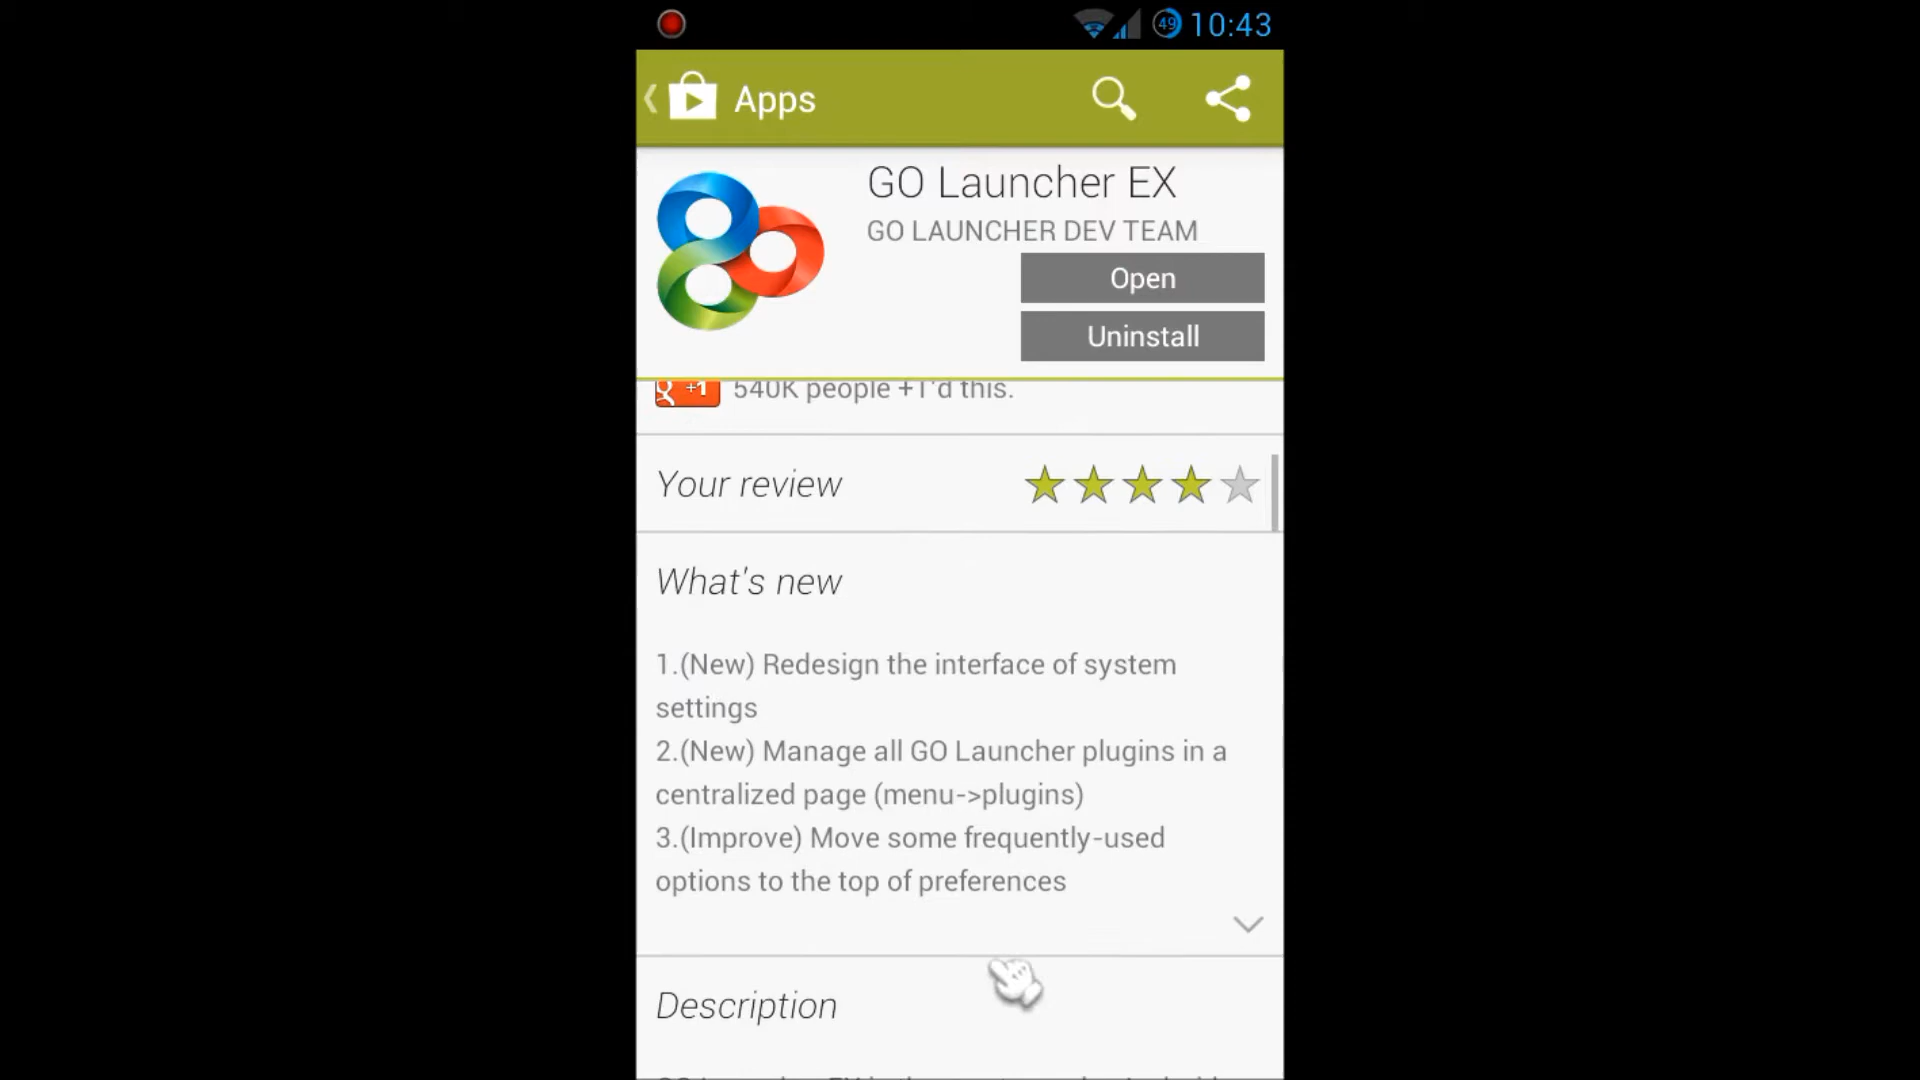 49 10:43
Apps
GO Launcher EX
GO LAUNCHER DEV TEAM
Open
Uninstall
+1 540K people +1'd this.
Your review
What's new
1.(New) Redesign the interface of system
settings
2.(New) Manage all GO Launcher plugins in a
centralized page (menu->plugins)
3.(Improve) Move some frequently-used
options to the top of preferences
Description